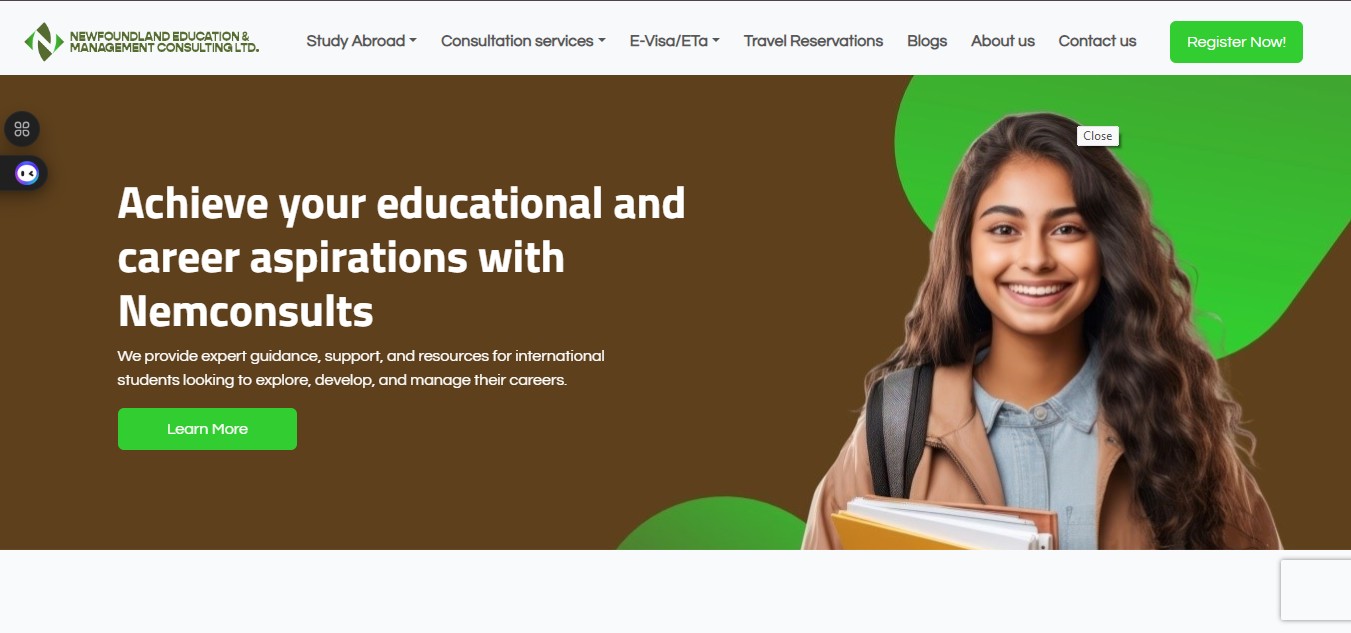 NEWFOUNDLAND EDUCATION &
MANAGEMENT CONSULTING LTD.
Study Abroad
Consultation services
E-Visa/ETa
Travel Reservations
Blogs
About us
Contact us
Register Now!
Close
Achieve your educational and
career aspirations with
Nemconsults
We provide expert guidance, support, and resources for international
students looking to explore, develop, and manage their careers.
Learn More